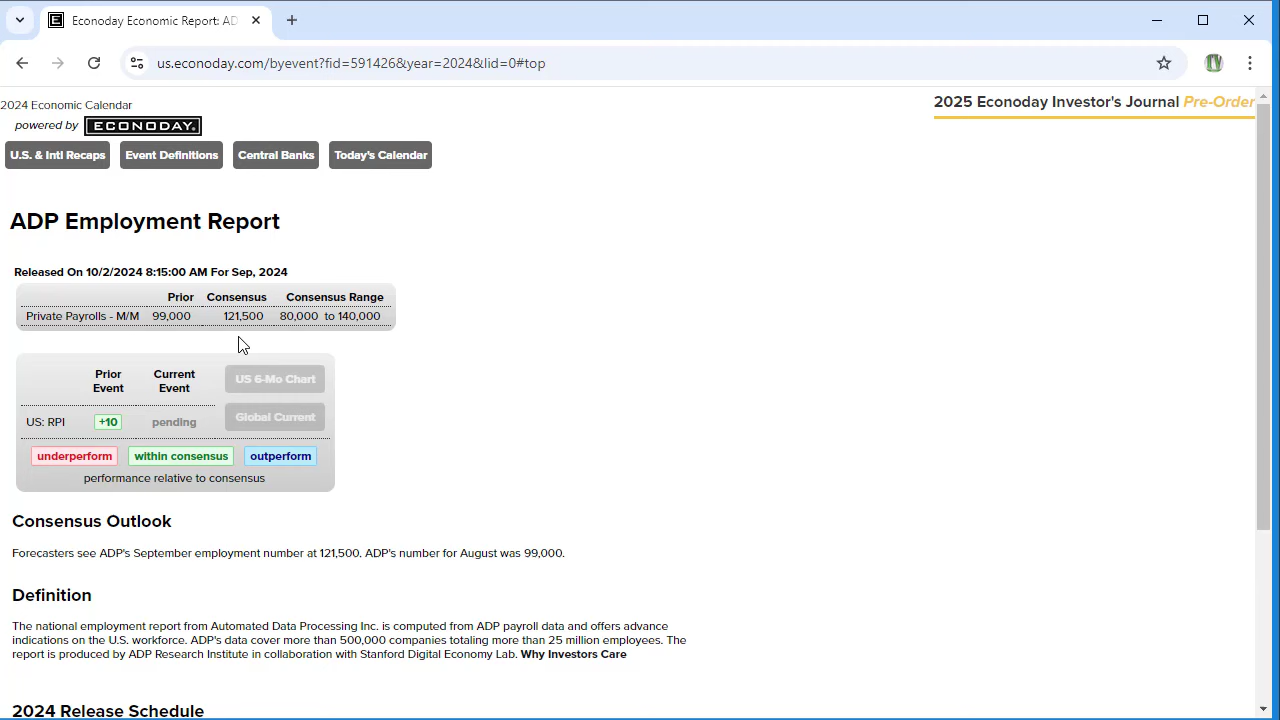 Econoday Economic Report: AD
us.econoday.com/byevent?fid=591426&year=2024&lid=0#top
2024 Economic Calendar
2025 Econoday Investor's Journal Pre-Order
powered by ECONODAY
U.S. & Intl Recaps Event Definitions Central Banks Today's Calendar
ADP Employment Report
Released On 10/2/2024 8:15:00 AM For Sep, 2024
Prior Consensus Consensus Range
Private Payrolls - M/M 99,000 121,500 80,000 to 140,000
Prior Event Current Event US 6-Mo Chart
Global Current
US: RPI +10 pending
underperform within consensus outperform
performance relative to consensus
Consensus Outlook
Forecasters see ADP's September employment number at 121,500. ADP's number for August was 99,000.
Definition
The national employment report from Automated Data Processing Inc. is computed from ADP payroll data and offers advance
indications on the U.S. workforce. ADP's data cover more than 500,000 companies totaling more than 25 million employees. The
report is produced by ADP Research Institute in collaboration with Stanford Digital Economy Lab. Why Investors Care
2024 Release Schedule